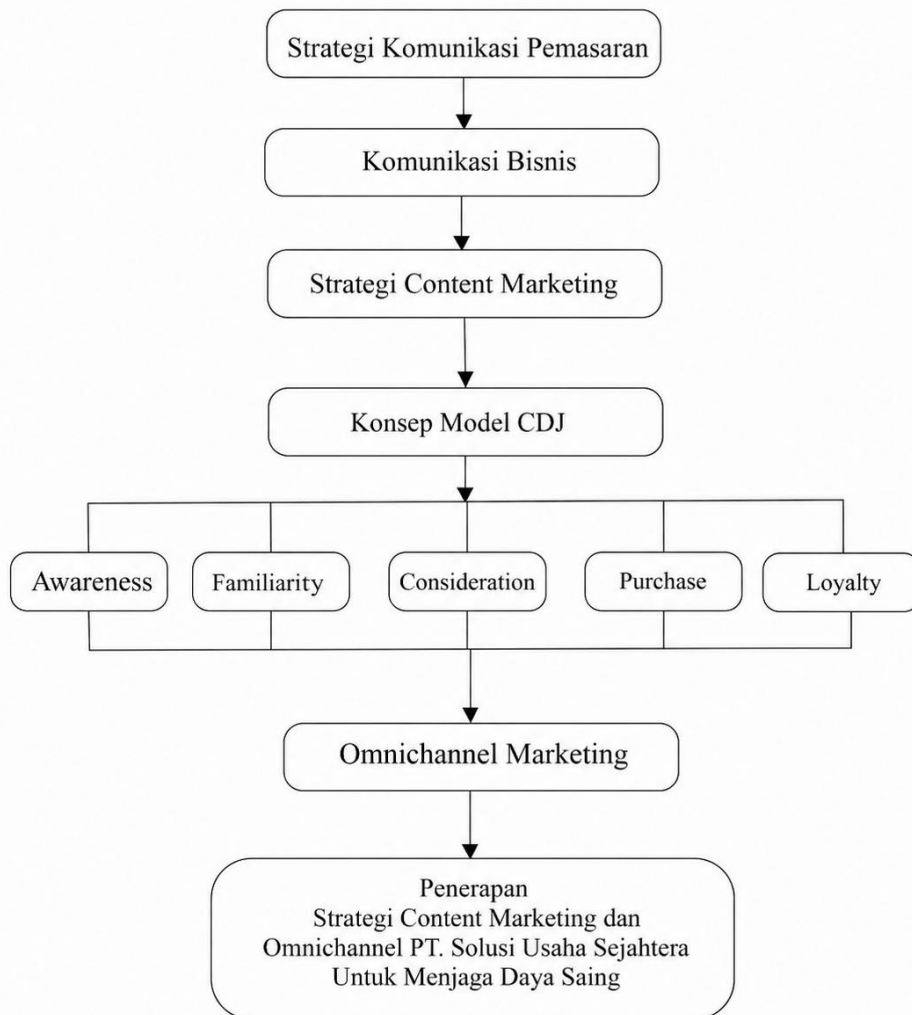 Strategi Komunikasi Pemasaran
Komunikasi Bisnis
Strategi Content Marketing
Konsep Model CDJ
Awareness
Familiarity
Consideration
Purchase
Loyalty
Omnichannel Marketing
Penerapan
Strategi Content Marketing dan
Omnichannel PT. Solusi Usaha Sejahtera
Untuk Menjaga Daya Saing